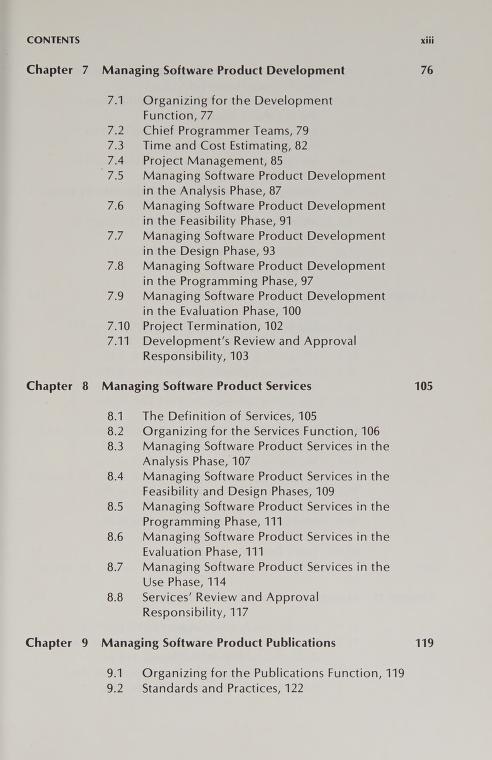 CONTENTS xiii
Chapter 7 Managing Software Product Development 76
7.1 Organizing for the Development
Function, 77
7.2 Chief Programmer Teams, 79
7.3 Time and Cost Estimating, 82
7.4 Project Management, 85
7.5 Managing Software Product Development
in the Analysis Phase, 87
7.6 Managing Software Product Development
in the Feasibility Phase, 91
7.7 Managing Software Product Development
in the Design Phase, 93
7.8 Managing Software Product Development
in the Programming Phase, 97
7.9 Managing Software Product Development
in the Evaluation Phase, 100
7.10 Project Termination, 102
7.11 Development's Review and Approval
Responsibility, 103
Chapter 8 Managing Software Product Services 105
8.1 The Definition of Services, 105
8.2 Organizing for the Services Function, 106
8.3 Managing Software Product Services in the
Analysis Phase, 107
8.4 Managing Software Product Services in the
Feasibility and Design Phases, 109
8.5 Managing Software Product Services in the
Programming Phase, 111
8.6 Managing Software Product Services in the
Evaluation Phase, 111
8.7 Managing Software Product Services in the
Use Phase, 114
8.8 Services' Review and Approval
Responsibility, 117
Chapter 9 Managing Software Product Publications 119
9.1 Organizing for the Publications Function, 119
9.2 Standards and Practices, 122